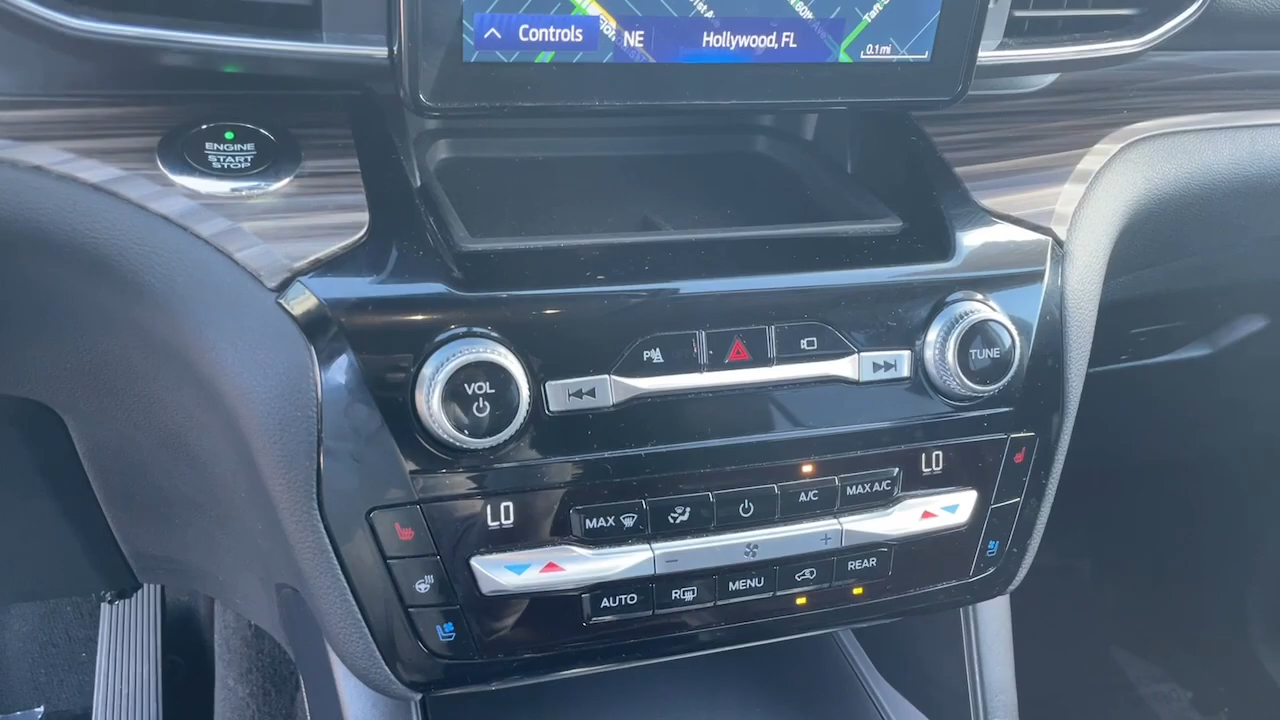 Controls
NE
Hollywood, FL
0.1 mi
ENGINE
START
STOP
VOL
TUNE
LO
LO
MAX
A/C
MAX A/C
AUTO
R
MENU
REAR